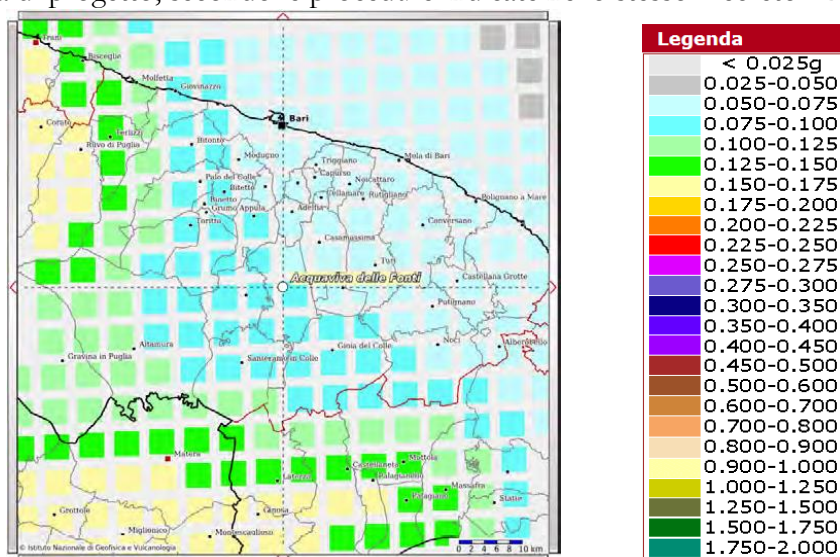 di progetto, secondo le procedure indicate nello stesso Decreto
Trani
Bisceglie
Molfetta
Giovinazzo
Bari
Corato
Terlizzi
Ruvo di Puglia
Bitonto
Modugno
Triggiano
Mola di Bari
Capurso
Noicattaro
Palo del Colle
Bitetto
Cellamare
Rutigliano
Polignano a Mare
Binetto
Grumo Appula
Adelfia
Toritto
Conversano
Casamassima
Turi
Acquaviva delle Fonti
Castellana Grotte
Putignano
Altamura
Gioia del Colle
Noci
Alberobello
Gravina in Puglia
Santeramo in Colle
Matera
Castellaneta
Mottola
Laterza
Palagianello
Massafra
Palagiano
Statte
Grottole
Ginosa
Miglionico
Montescaglioso
© Istituto Nazionale di Geofisica e Vulcanologia
0 2 4 6 8 10 km
Legenda
< 0.025g
0.025-0.050
0.050-0.075
0.075-0.100
0.100-0.125
0.125-0.150
0.150-0.175
0.175-0.200
0.200-0.225
0.225-0.250
0.250-0.275
0.275-0.300
0.300-0.350
0.350-0.400
0.400-0.450
0.450-0.500
0.500-0.600
0.600-0.700
0.700-0.800
0.800-0.900
0.900-1.000
1.000-1.250
1.250-1.500
1.500-1.750
1.750-2.000